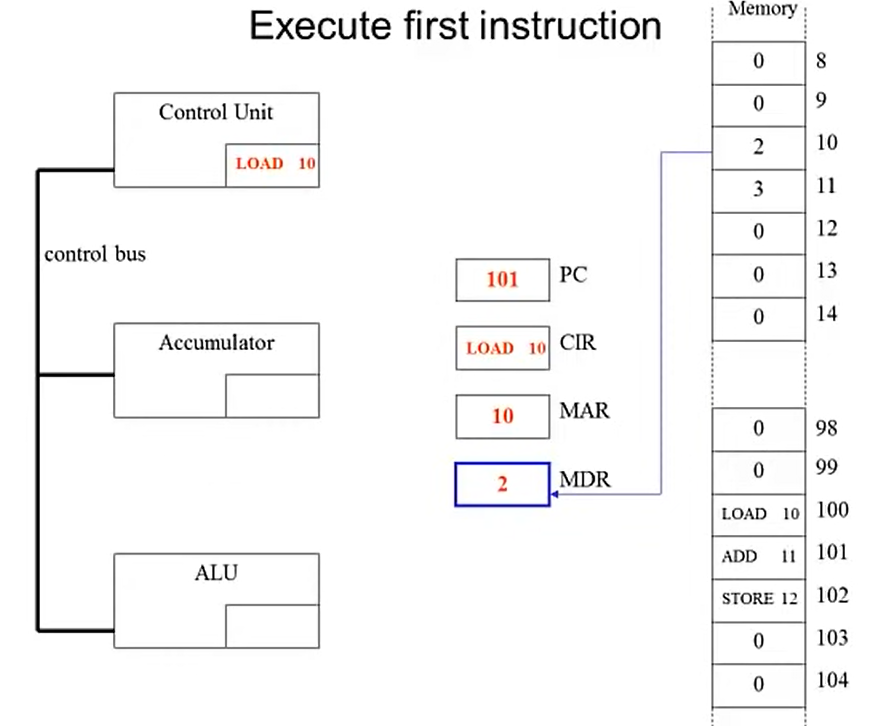 Execute first instruction
Memory
Control Unit
LOAD 10
control bus
Accumulator
ALU
101 PC
LOAD 10 CIR
10 MAR
2 MDR
0 8
0 9
2 10
3 11
0 12
0 13
0 14
0 98
0 99
LOAD 10 100
ADD 11 101
STORE 12 102
0 103
0 104